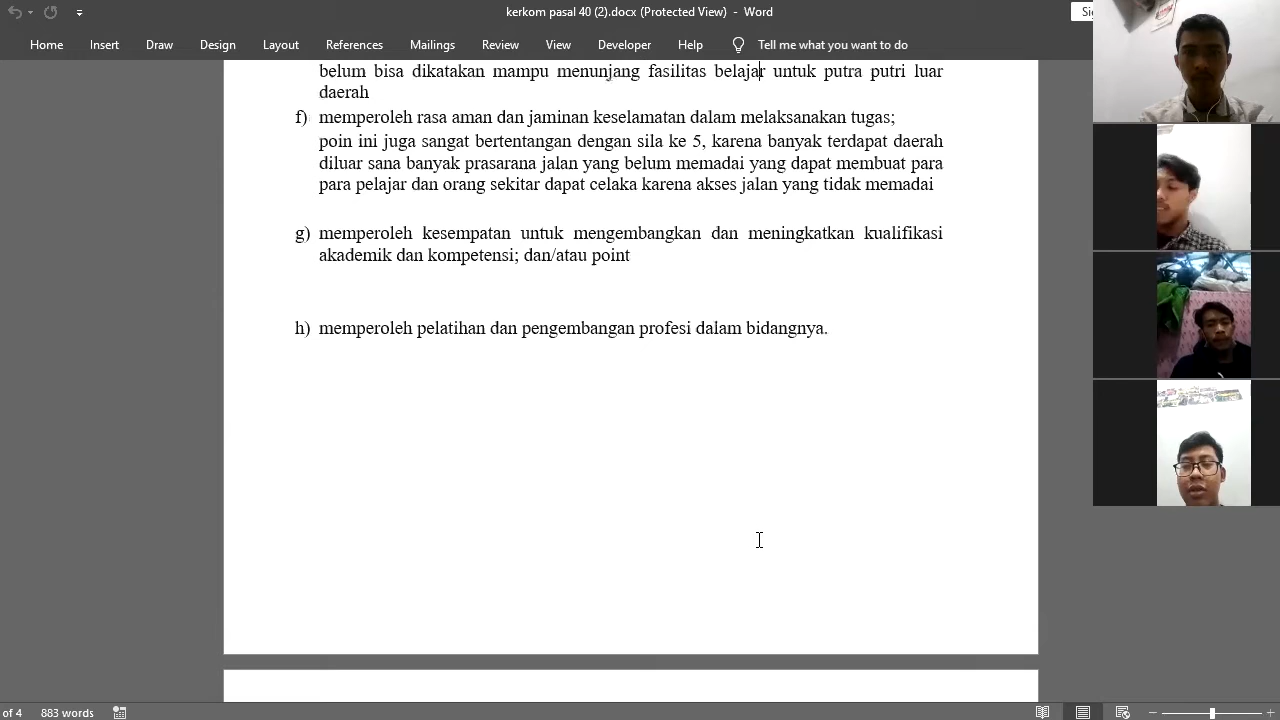 kerkom pasal 40 (2).docx (Protected View) - Word
Home Insert Draw Design Layout References Mailings Review View Developer Help Tell me what you want to do
belum bisa dikatakan mampu menunjang fasilitas belajar untuk putra putri luar
daerah
f) memperoleh rasa aman dan jaminan keselamatan dalam melaksanakan tugas;
poin ini juga sangat bertentangan dengan sila ke 5, karena banyak terdapat daerah
diluar sana banyak prasarana jalan yang belum memadai yang dapat membuat para
para pelajar dan orang sekitar dapat celaka karena akses jalan yang tidak memadai
g) memperoleh kesempatan untuk mengembangkan dan meningkatkan kualifikasi
akademik dan kompetensi; dan/atau point
h) memperoleh pelatihan dan pengembangan profesi dalam bidangnya.
of 4 883 words